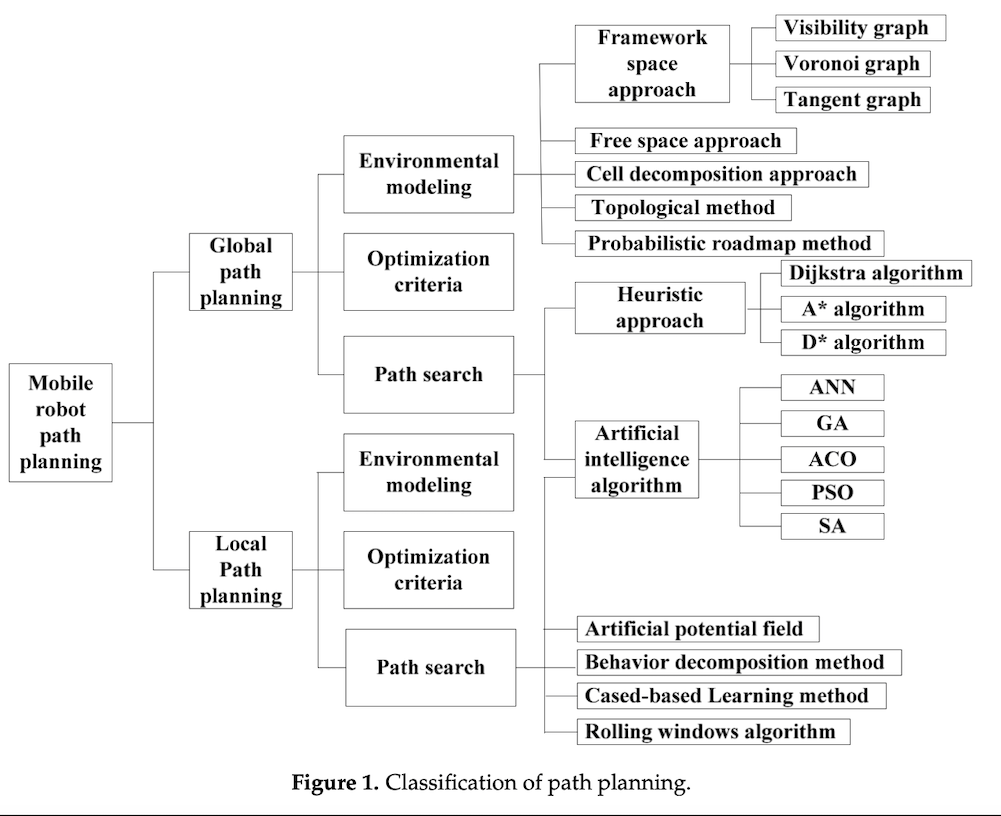 Mobile
robot
path
planning
Global
path
planning
Local
Path
planning
Environmental
modeling
Optimization
criteria
Path search
Environmental
modeling
Optimization
criteria
Path search
Framework
space
approach
Visibility graph
Voronoi graph
Tangent graph
Free space approach
Cell decomposition approach
Topological method
Probabilistic roadmap method
Heuristic
approach
Dijkstra algorithm
A* algorithm
D* algorithm
Artificial
intelligence
algorithm
ANN
GA
ACO
PSO
SA
Artificial potential field
Behavior decomposition method
Cased-based Learning method
Rolling windows algorithm
Figure 1. Classification of path planning.